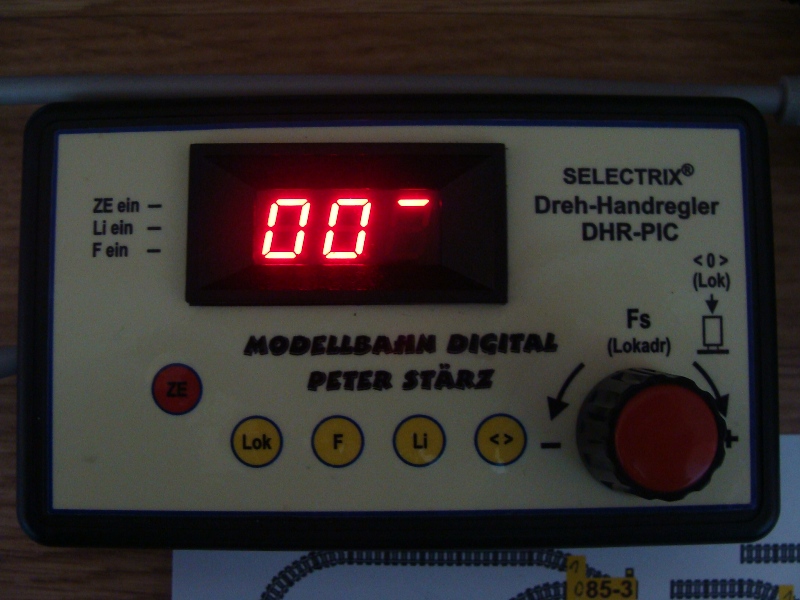 SELECTRIX®
Dreh-Handregler
DHR-PIC
ZE ein –
Li ein –
F ein –
00¯
< 0 >
(Lok)
Fs
(Lokadr)
MODELLBAHN DIGITAL
PETER STÄRZ
ZE
Lok
F
Li
<>
– +
1
085-3